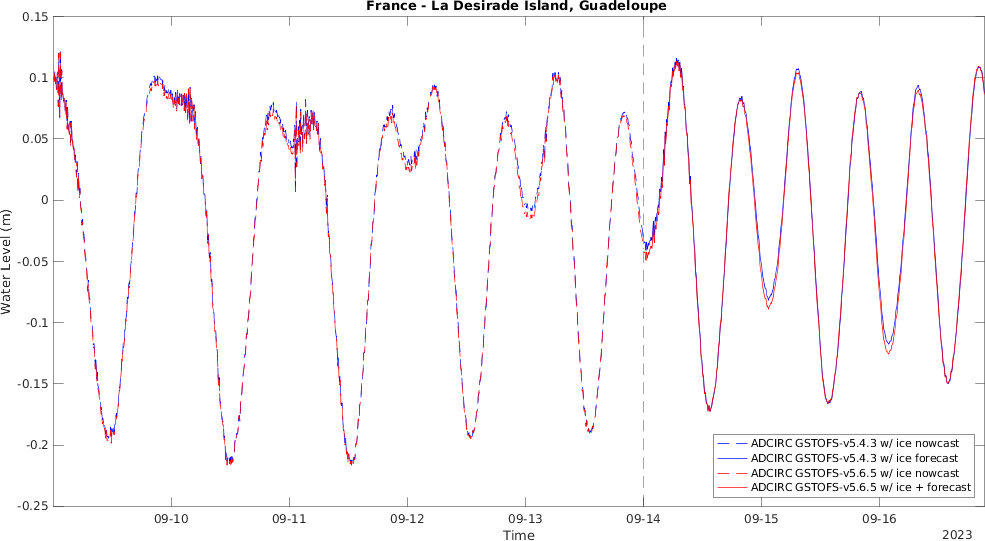 France - La Desirade Island, Guadeloupe
0.15
0.1
0.05
0
-0.05
-0.1
-0.15
-0.2
-0.25
Water Level (m)
ADCIRC GSTOFS-v5.4.3 w/ ice nowcast
ADCIRC GSTOFS-v5.4.3 w/ ice forecast
ADCIRC GSTOFS-v5.6.5 w/ ice nowcast
ADCIRC GSTOFS-v5.6.5 w/ ice + forecast
09-10 09-11 09-12 09-13 09-14 09-15 09-16
Time
2023